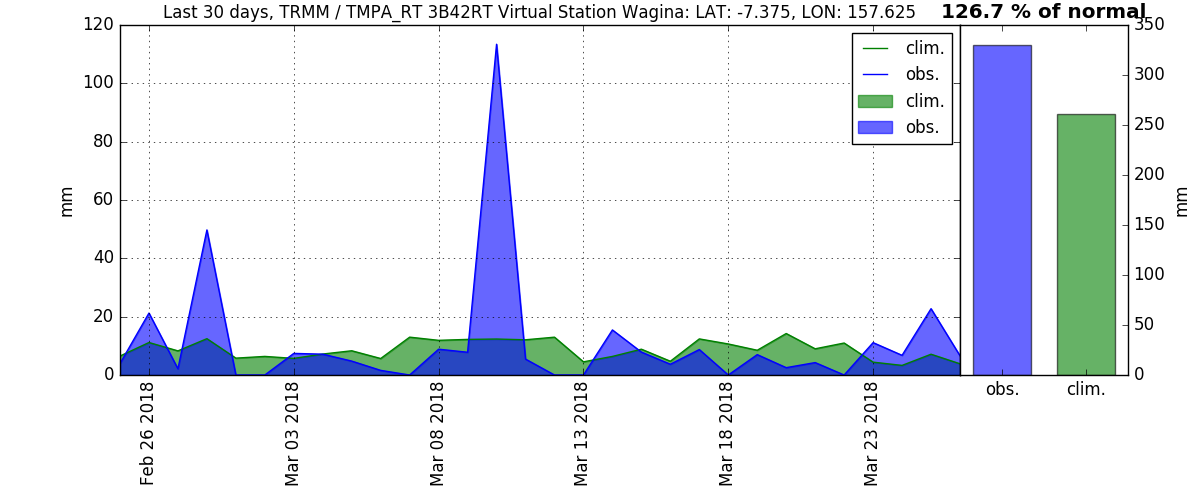 Last 30 days, TRMM / TMPA_RT 3B42RT Virtual Station Wagina: LAT: -7.375, LON: 157.625
126.7 % of normal
120
100
80
60
40
20
0
mm
clim.
obs.
clim.
obs.
Feb 26 2018
Mar 03 2018
Mar 08 2018
Mar 13 2018
Mar 18 2018
Mar 23 2018
350
300
250
200
150
100
50
0
mm
obs.
clim.